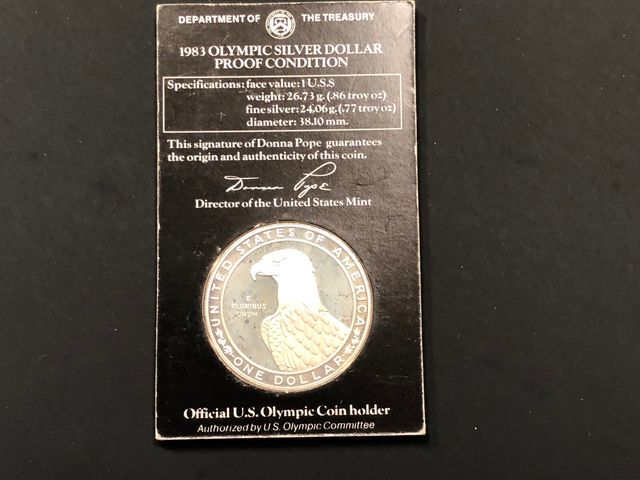 DEPARTMENT OF THE TREASURY
1983 OLYMPIC SILVER DOLLAR
PROOF CONDITION
Specifications: face value: 1 U.S.$
weight: 26.73 g. (.86 troy oz)
fine silver: 24.06 g. (.77 troy oz)
diameter: 38.10 mm.
This signature of Donna Pope guarantees
the origin and authenticity of this coin.
Donna Pope
Director of the United States Mint
UNITED STATES OF AMERICA
E
PLURIBUS
UNUM
ONE DOLLAR
Official U.S. Olympic Coin holder
Authorized by U.S. Olympic Committee